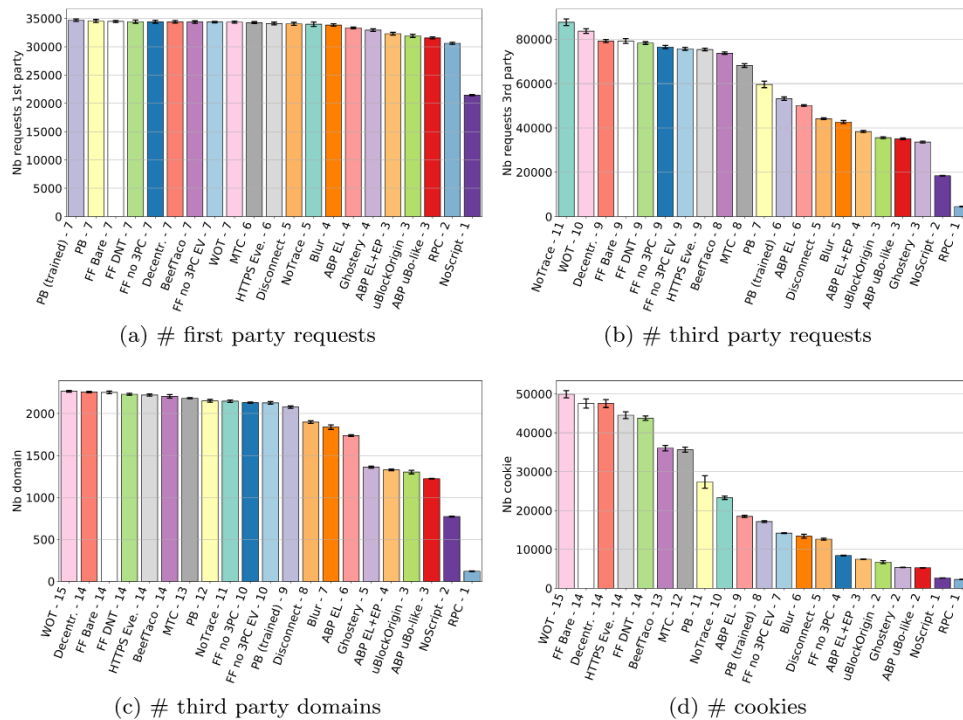 35000
30000
25000
20000
15000
10000
5000
0
Nb requests 1st party
PB (trained) - 7
PB - 7
FF Bare - 7
FF DNT - 7
FF no 3PC - 7
Decentr. - 7
BeefTaco - 7
FF no 3PC EV - 7
WOT - 7
MTC - 6
HTTPS Eve. - 6
Disconnect - 5
NoTrace - 5
Blur - 4
ABP EL - 4
Ghostery - 4
ABP EL+EP - 3
uBlockOrigin - 3
ABP uBo-like - 3
RPC - 2
NoScript - 1
(a) # first party requests
80000
60000
40000
20000
0
Nb requests 3rd party
NoTrace - 11
WOT - 10
Decentr. - 9
FF Bare - 9
FF DNT - 9
FF no 3PC - 9
FF no 3PC EV - 9
HTTPS Eve. - 9
BeefTaco - 8
MTC - 8
PB - 7
PB (trained) - 6
ABP EL - 6
Disconnect - 5
Blur - 5
ABP EL+EP - 4
uBlockOrigin - 3
ABP uBo-like - 3
Ghostery - 3
NoScript - 2
RPC - 1
(b) # third party requests
2000
1500
1000
500
0
Nb domain
WOT - 15
Decentr. - 14
FF Bare - 14
FF DNT - 14
HTTPS Eve. - 14
BeefTaco - 14
MTC - 13
PB - 12
NoTrace - 11
FF no 3PC - 10
FF no 3PC EV - 10
PB (trained) - 9
Disconnect - 8
Blur - 7
ABP EL - 6
Ghostery - 5
ABP EL+EP - 4
uBlockOrigin - 3
ABP uBo-like - 3
NoScript - 2
RPC - 1
(c) # third party domains
50000
40000
30000
20000
10000
0
Nb cookie
WOT - 15
FF Bare - 14
Decentr. - 14
HTTPS Eve. - 14
FF DNT - 14
BeefTaco - 13
MTC - 12
PB - 11
NoTrace - 10
ABP EL - 9
PB (trained) - 8
FF no 3PC EV - 7
Blur - 6
Disconnect - 5
FF no 3PC - 4
ABP EL+EP - 3
uBlockOrigin - 2
Ghostery - 2
ABP uBo-like - 2
NoScript - 1
RPC - 1
(d) # cookies